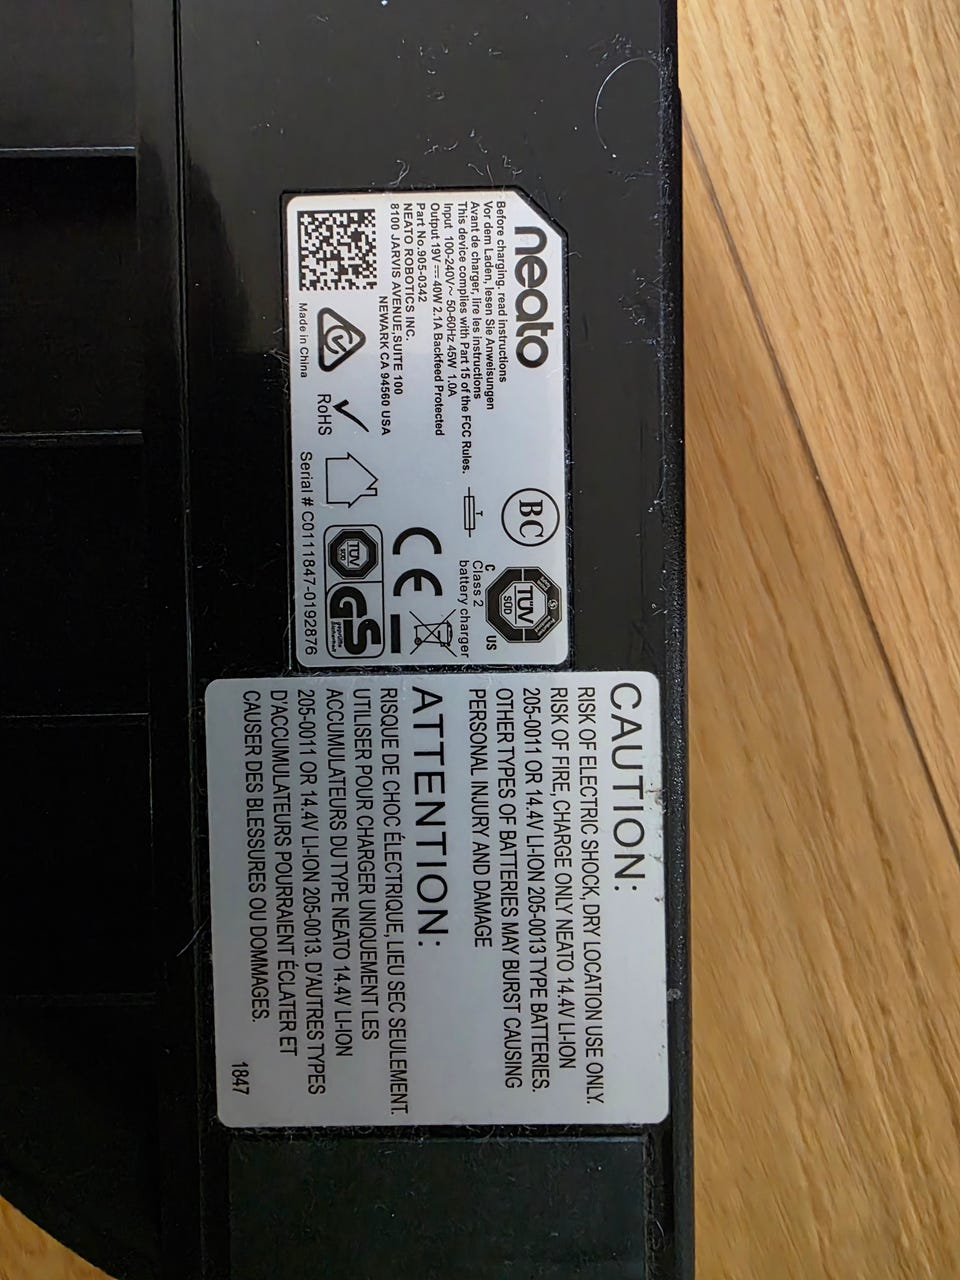 neato
Before charging, read instructions
Vor dem Laden, lesen Sie Anweisungen
Avant de charger, lire les instructions
This device complies with Part 15 of the FCC Rules.
Input 100-240V~ 50-60Hz 45W 1.0A
Output 19V ⎓ 40W 2.1A Backfeed Protected
Part No.905-0342
NEATO ROBOTICS INC.
8100 JARVIS AVENUE,SUITE 100
NEWARK CA 94560 USA
BC
T
TÜV
SÜD
C US
Class 2
battery charger
CE
Made in China
RoHS
TÜV
SÜD
GS
geprüfte
Sicherheit
Serial # C0111847-0192876
CAUTION:
RISK OF ELECTRIC SHOCK, DRY LOCATION USE ONLY.
RISK OF FIRE, CHARGE ONLY NEATO 14.4V LI-ION
205-0011 OR 14.4V LI-ION 205-0013 TYPE BATTERIES.
OTHER TYPES OF BATTERIES MAY BURST CAUSING
PERSONAL INJURY AND DAMAGE
ATTENTION:
RISQUE DE CHOC ÉLECTRIQUE, LIEU SEC SEULEMENT.
UTILISER POUR CHARGER UNIQUEMENT LES
ACCUMULATEURS DU TYPE NEATO 14.4V LI-ION
205-0011 OR 14.4V LI-ION 205-0013. D'AUTRES TYPES
D'ACCUMULATEURS POURRAIENT ÉCLATER ET
CAUSER DES BLESSURES OU DOMMAGES.
1847